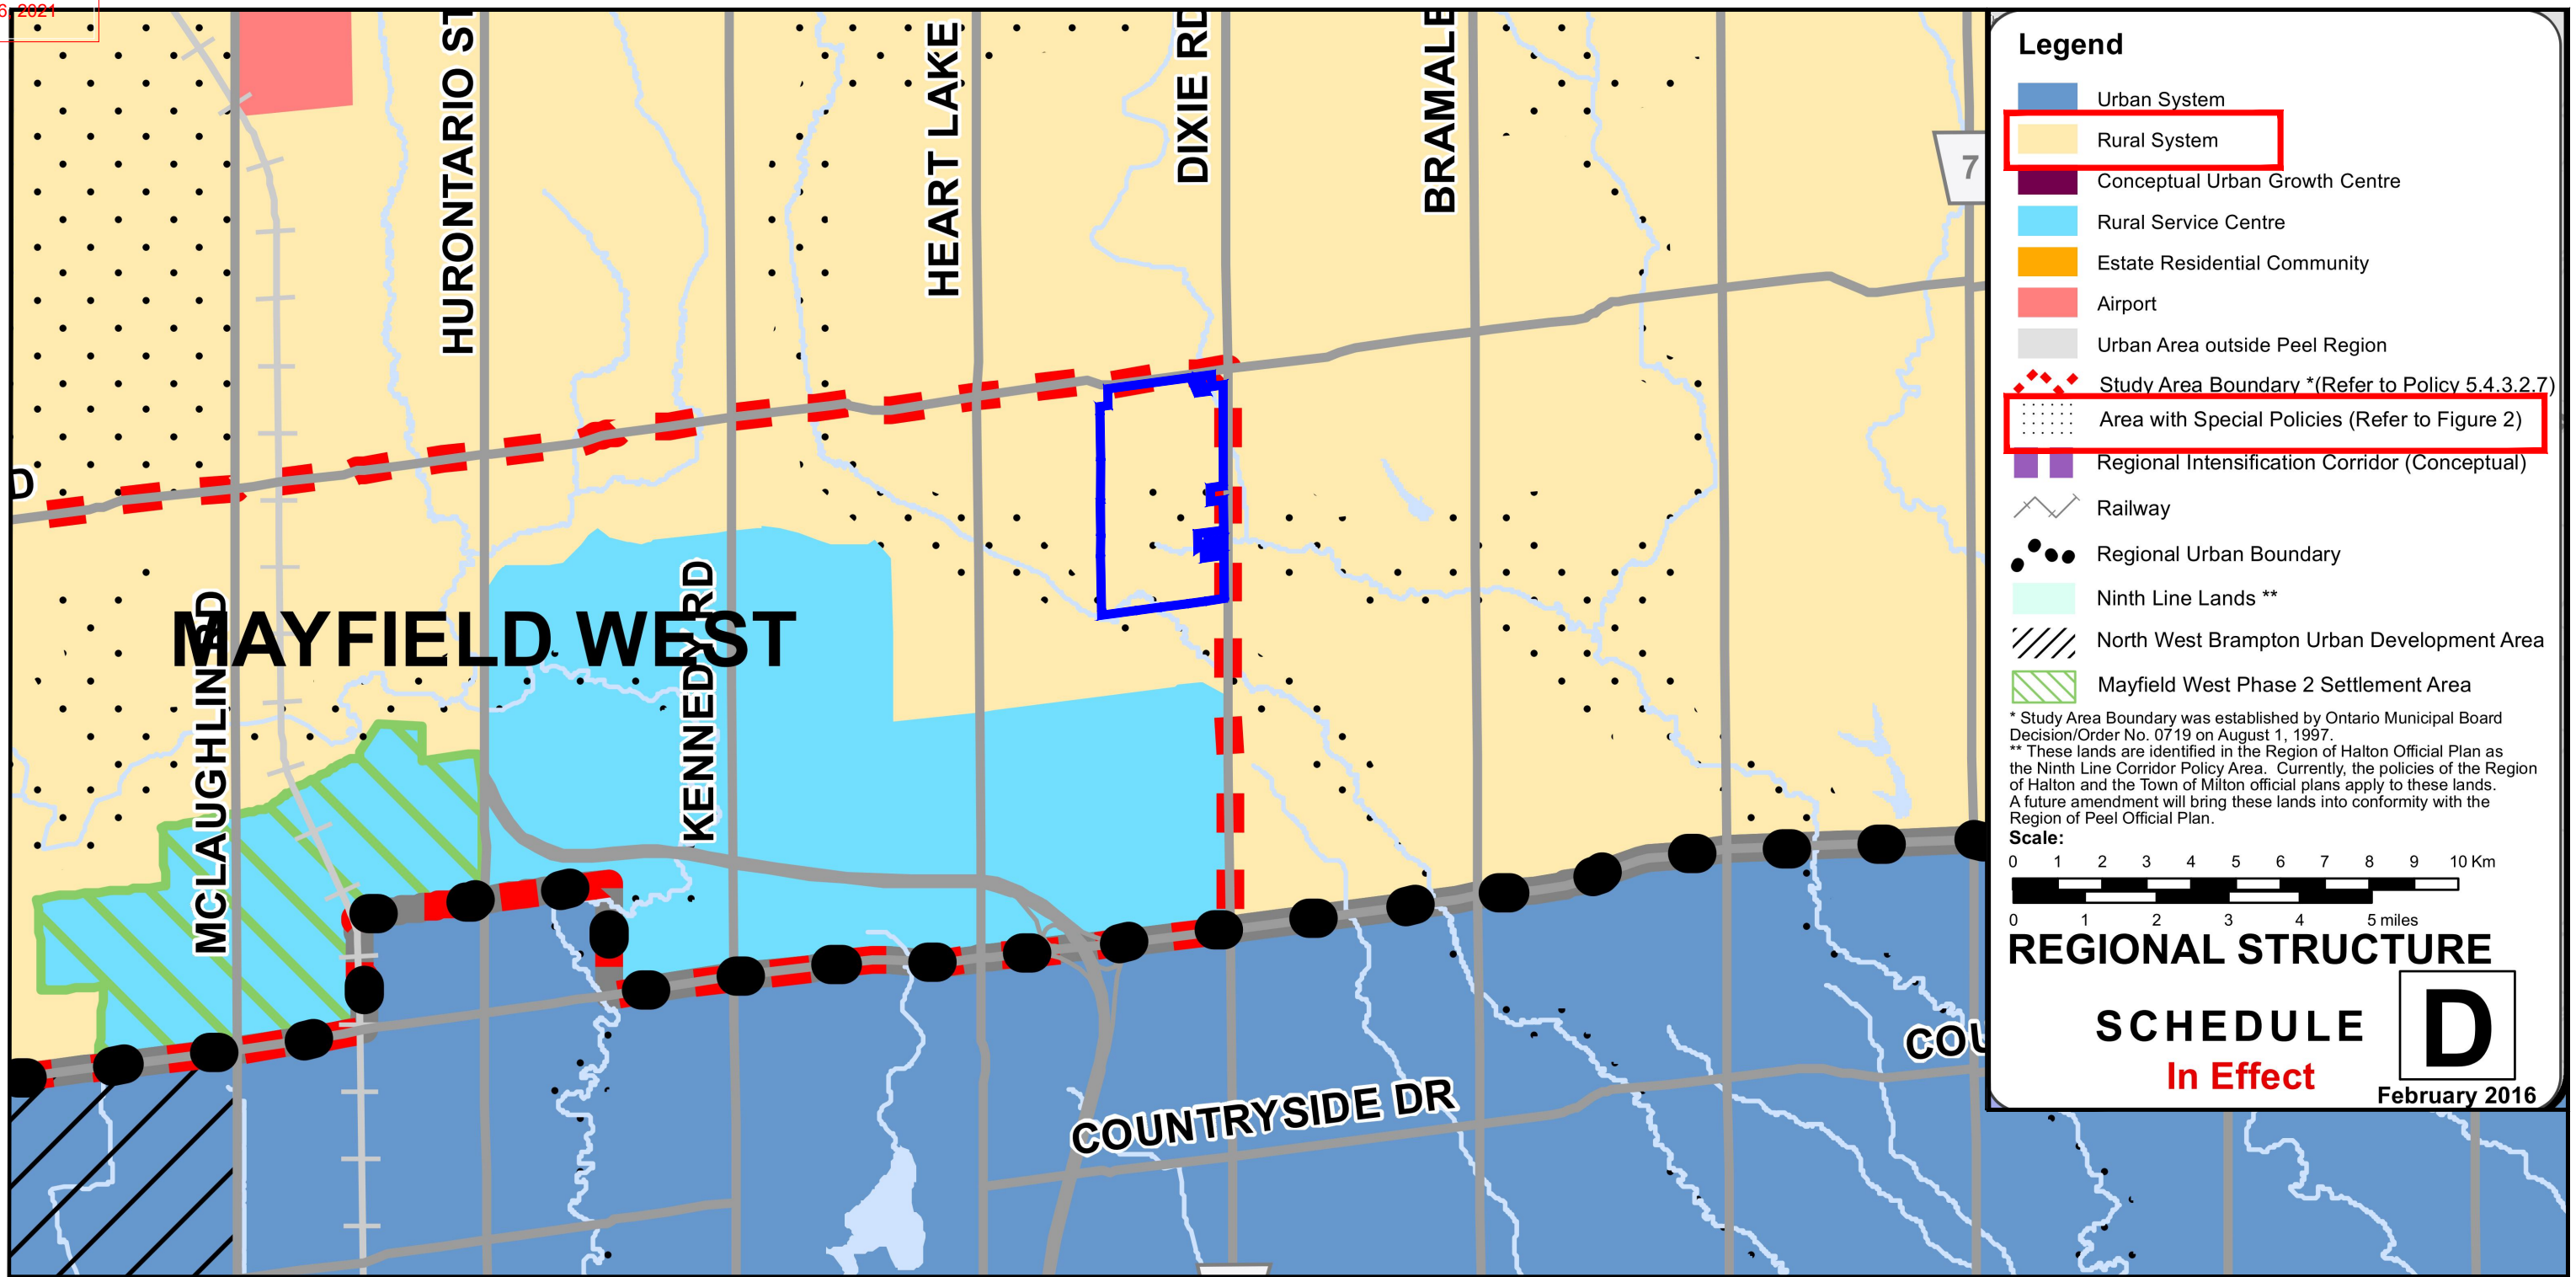 6, 2021
HURONTARIO ST
HEART LAKE
DIXIE RD
BRAMALE
7
D
MAYFIELD WEST
MCLAUGHLIN RD
KENNEDY RD
COUNTRYSIDE DR
COU
Legend
Urban System
Rural System
Conceptual Urban Growth Centre
Rural Service Centre
Estate Residential Community
Airport
Urban Area outside Peel Region
Study Area Boundary *(Refer to Policy 5.4.3.2.7)
Area with Special Policies (Refer to Figure 2)
Regional Intensification Corridor (Conceptual)
Railway
Regional Urban Boundary
Ninth Line Lands **
North West Brampton Urban Development Area
Mayfield West Phase 2 Settlement Area
* Study Area Boundary was established by Ontario Municipal Board
Decision/Order No. 0719 on August 1, 1997.
** These lands are identified in the Region of Halton Official Plan as
the Ninth Line Corridor Policy Area. Currently, the policies of the Region
of Halton and the Town of Milton official plans apply to these lands.
A future amendment will bring these lands into conformity with the
Region of Peel Official Plan.
Scale:
0 1 2 3 4 5 6 7 8 9 10 Km
0 1 2 3 4 5 miles
REGIONAL STRUCTURE
SCHEDULE D
In Effect
February 2016